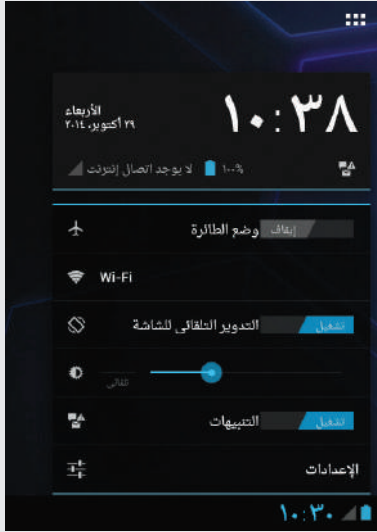 ١٠:٣٨
الأربعاء
٢٩ أكتوبر، ٢٠١٤
١٠٠% لا يوجد اتصال إنترنت
إيقاف وضع الطائرة
Wi-Fi
تشغيل التدوير التلقائي للشاشة
تلقائي
تشغيل التنبيهات
الإعدادات
١٠:٣٠